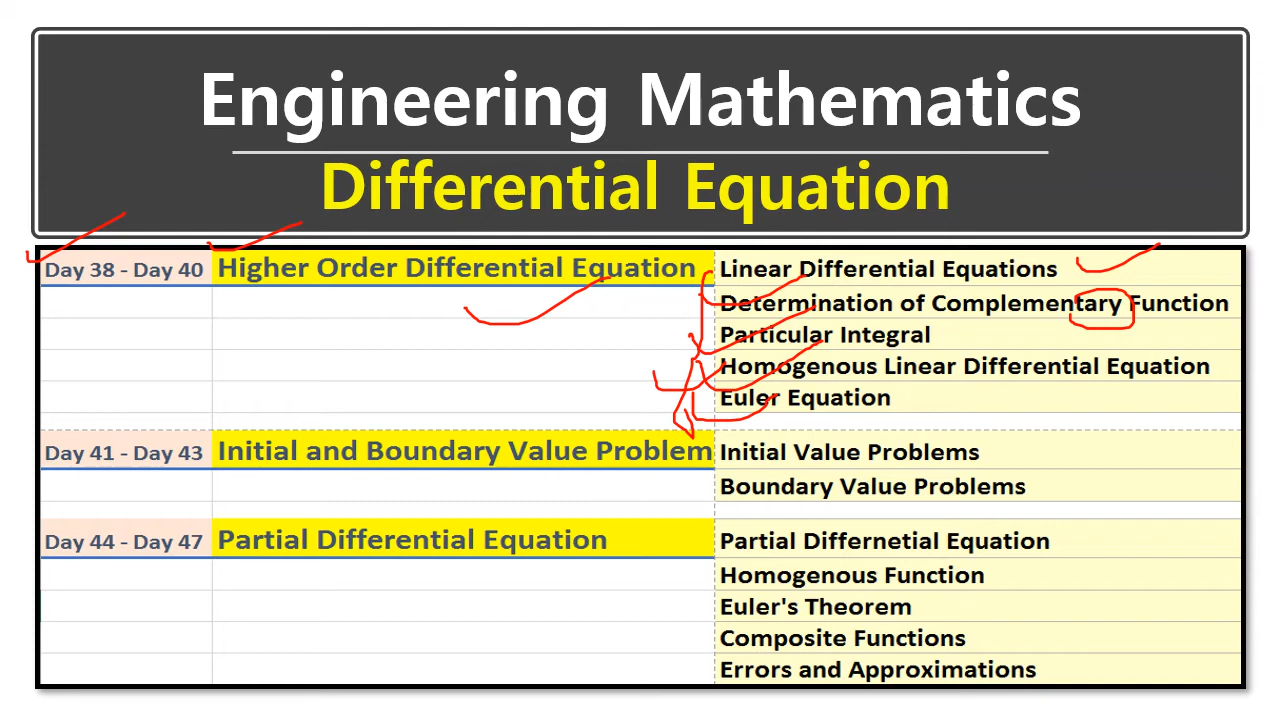 Engineering Mathematics
Differential Equation
Day 38 - Day 40 Higher Order Differential Equation Linear Differential Equations
Determination of Complementary Function
Particular Integral
Homogenous Linear Differential Equation
Euler Equation
Day 41 - Day 43 Initial and Boundary Value Problem Initial Value Problems
Boundary Value Problems
Day 44 - Day 47 Partial Differential Equation Partial Differnetial Equation
Homogenous Function
Euler's Theorem
Composite Functions
Errors and Approximations